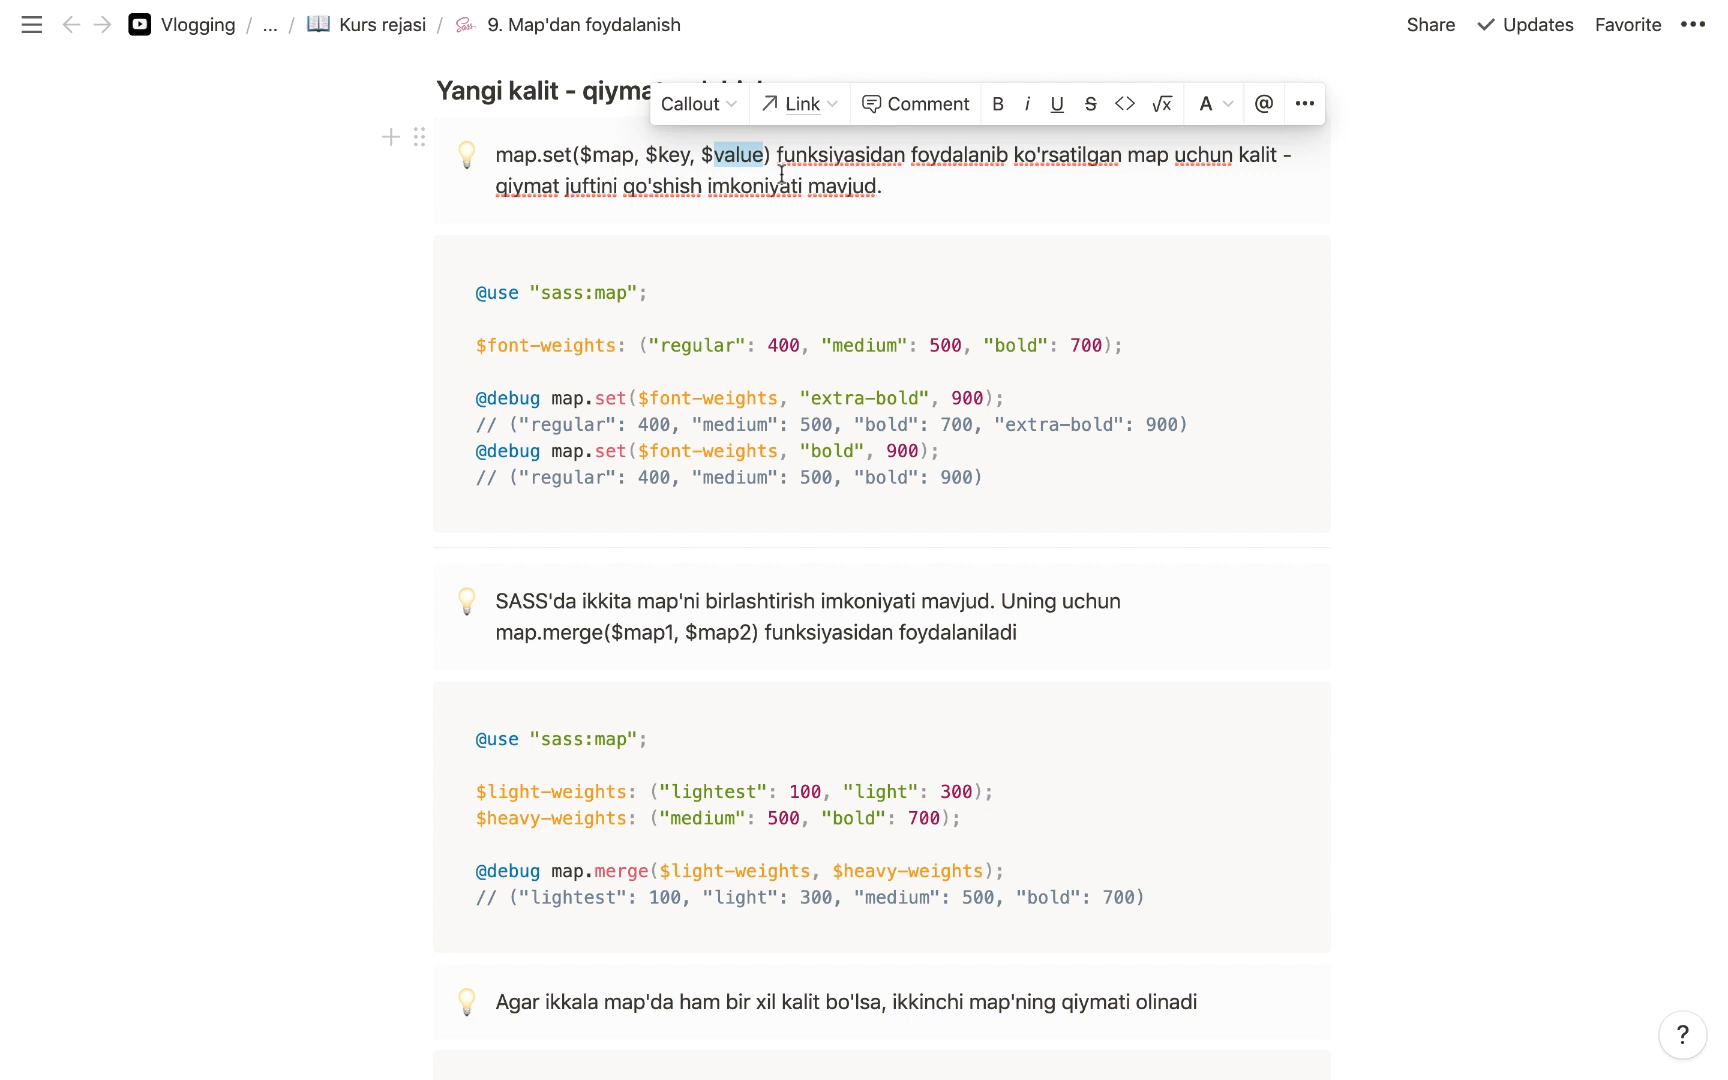 Vlogging / ... / Kurs rejasi / 9. Map'dan foydalanish
Share Updates Favorite •••
Yangi kalit - qiymat
Callout Link Comment B i U S <> √x A @ •••
map.set($map, $key, $value) funksiyasidan foydalanib ko'rsatilgan map uchun kalit -
qiymat juftini qo'shish imkoniyati mavjud.
@use "sass:map";
$font-weights: ("regular": 400, "medium": 500, "bold": 700);
@debug map.set($font-weights, "extra-bold", 900);
// ("regular": 400, "medium": 500, "bold": 700, "extra-bold": 900)
@debug map.set($font-weights, "bold", 900);
// ("regular": 400, "medium": 500, "bold": 900)
SASS'da ikkita map'ni birlashtirish imkoniyati mavjud. Uning uchun
map.merge($map1, $map2) funksiyasidan foydalaniladi
@use "sass:map";
$light-weights: ("lightest": 100, "light": 300);
$heavy-weights: ("medium": 500, "bold": 700);
@debug map.merge($light-weights, $heavy-weights);
// ("lightest": 100, "light": 300, "medium": 500, "bold": 700)
Agar ikkala map'da ham bir xil kalit bo'lsa, ikkinchi map'ning qiymati olinadi
?